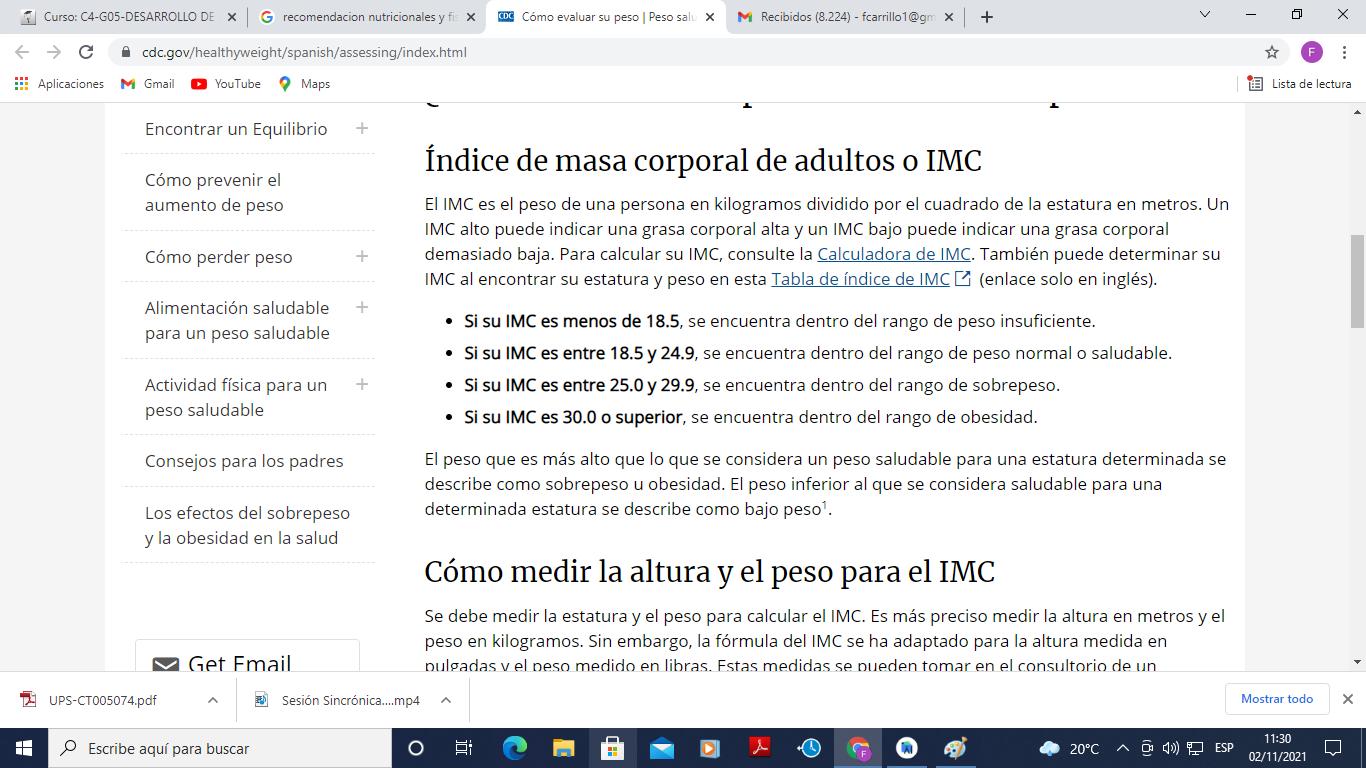 Curso: C4-G05-DESARROLLO DE
recomendacion nutricionales y fis
CDC
Cómo evaluar su peso | Peso salu
Recibidos (8.224) - fcarrillo1@gm
cdc.gov/healthyweight/spanish/assessing/index.html
F
Aplicaciones
Gmail
YouTube
Maps
Lista de lectura
Encontrar un Equilibrio
Cómo prevenir el
aumento de peso
Cómo perder peso
Alimentación saludable
para un peso saludable
Actividad física para un
peso saludable
Consejos para los padres
Los efectos del sobrepeso
y la obesidad en la salud
Get Email
Índice de masa corporal de adultos o IMC
El IMC es el peso de una persona en kilogramos dividido por el cuadrado de la estatura en metros. Un
IMC alto puede indicar una grasa corporal alta y un IMC bajo puede indicar una grasa corporal
demasiado baja. Para calcular su IMC, consulte la Calculadora de IMC. También puede determinar su
IMC al encontrar su estatura y peso en esta Tabla de índice de IMC (enlace solo en inglés).
• Si su IMC es menos de 18.5, se encuentra dentro del rango de peso insuficiente.
• Si su IMC es entre 18.5 y 24.9, se encuentra dentro del rango de peso normal o saludable.
• Si su IMC es entre 25.0 y 29.9, se encuentra dentro del rango de sobrepeso.
• Si su IMC es 30.0 o superior, se encuentra dentro del rango de obesidad.
El peso que es más alto que lo que se considera un peso saludable para una estatura determinada se
describe como sobrepeso u obesidad. El peso inferior al que se considera saludable para una
determinada estatura se describe como bajo peso¹.
Cómo medir la altura y el peso para el IMC
Se debe medir la estatura y el peso para calcular el IMC. Es más preciso medir la altura en metros y el
peso en kilogramos. Sin embargo, la fórmula del IMC se ha adaptado para la altura medida en
pulgadas y el peso medido en libras. Estas medidas se pueden tomar en el consultorio de un
UPS-CT005074.pdf
Sesión Sincrónica....mp4
Mostrar todo
Escribe aquí para buscar
F
20°C
ESP
11:30
02/11/2021